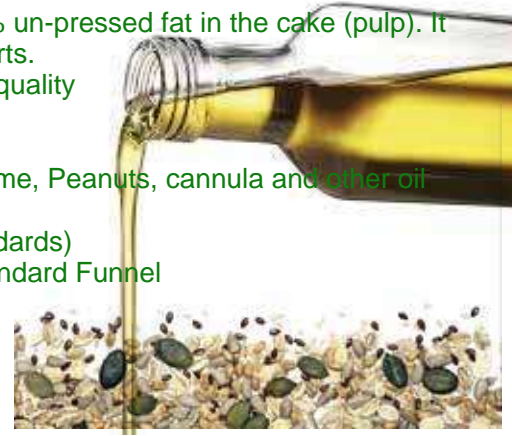 % un-pressed fat in the cake (pulp). It
rts.
quality
me, Peanuts, cannula and other oil
dards)
ndard Funnel